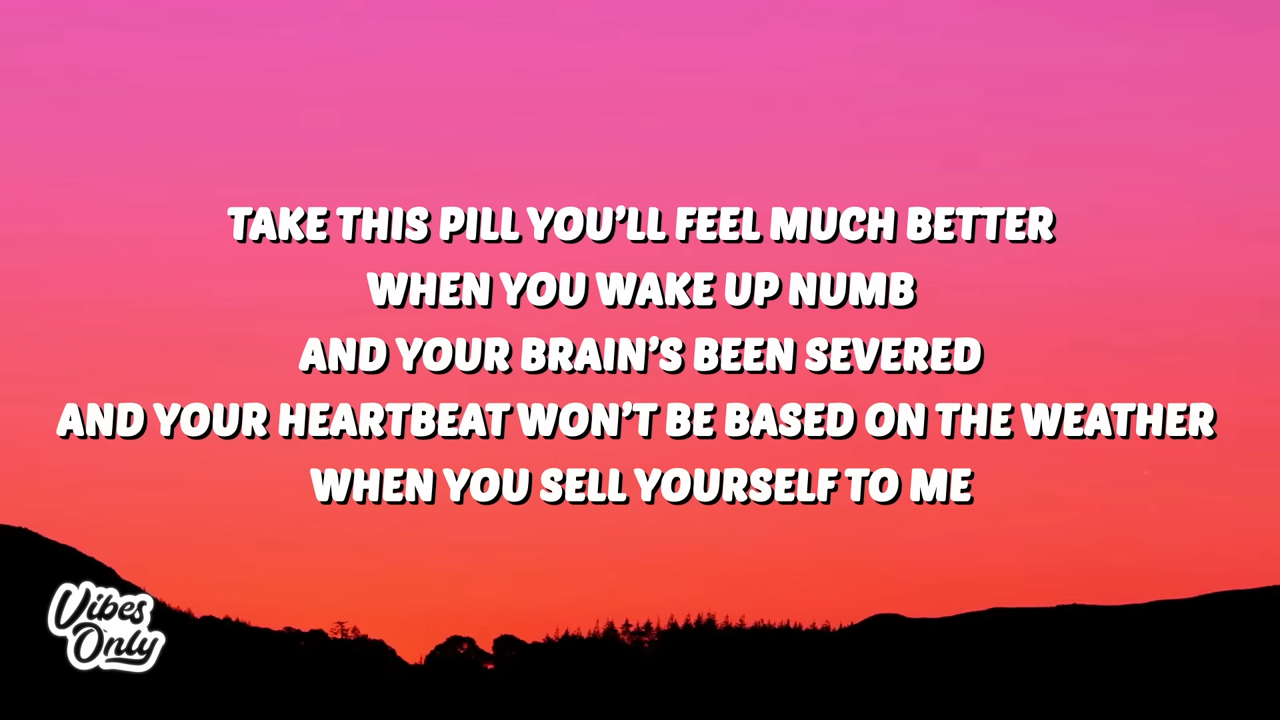 TAKE THIS PILL YOU'LL FEEL MUCH BETTER
WHEN YOU WAKE UP NUMB
AND YOUR BRAIN'S BEEN SEVERED
AND YOUR HEARTBEAT WON'T BE BASED ON THE WEATHER
WHEN YOU SELL YOURSELF TO ME
Vibes
Only